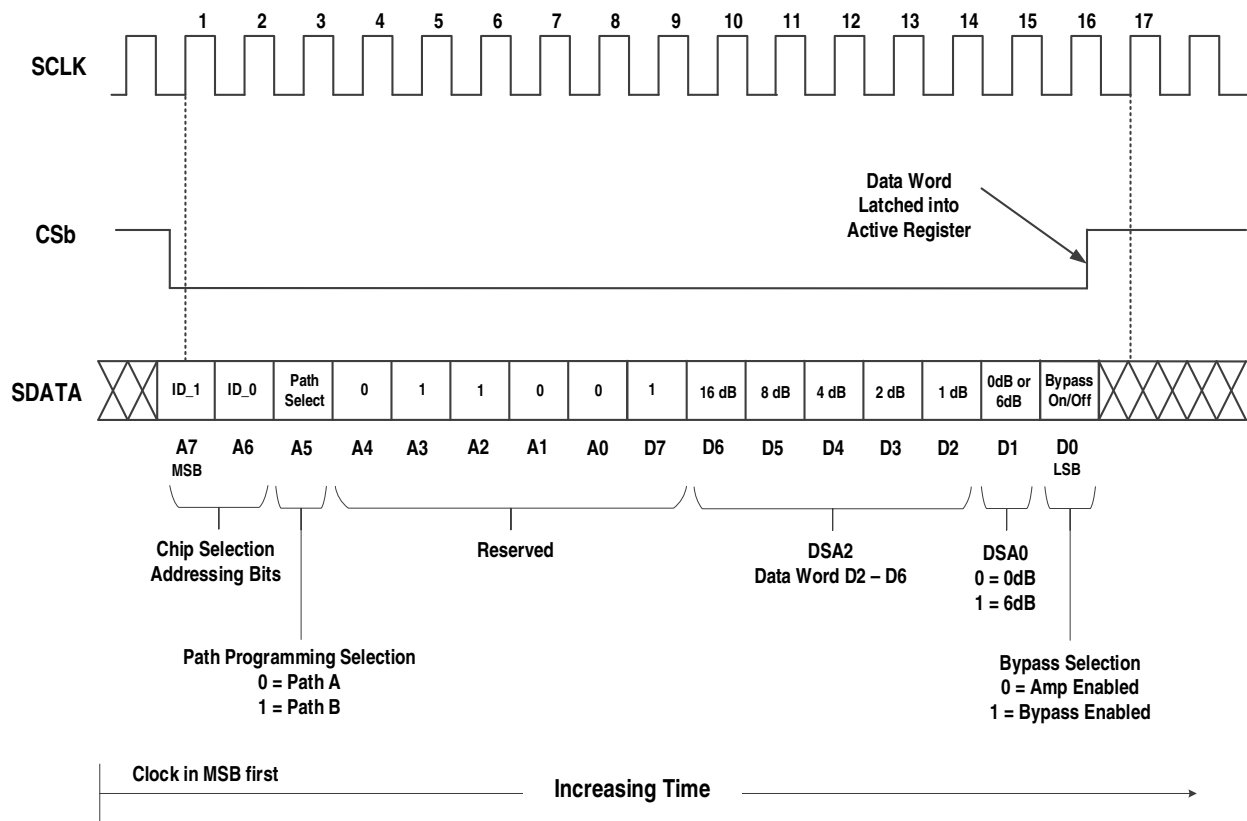 1 2 3 4 5 6 7 8 9 10 11 12 13 14 15 16 17
SCLK
Data Word
Latched into
Active Register
CSb
SDATA
ID_1 ID_0 Path Select 0 1 1 0 0 1 16 dB 8 dB 4 dB 2 dB 1 dB 0dB or 6dB Bypass On/Off
A7 A6 A5 A4 A3 A2 A1 A0 D7 D6 D5 D4 D3 D2 D1 D0
MSB LSB
Chip Selection
Addressing Bits
Reserved
DSA2
Data Word D2 – D6
DSA0
0 = 0dB
1 = 6dB
Path Programming Selection
0 = Path A
1 = Path B
Bypass Selection
0 = Amp Enabled
1 = Bypass Enabled
Clock in MSB first
Increasing Time